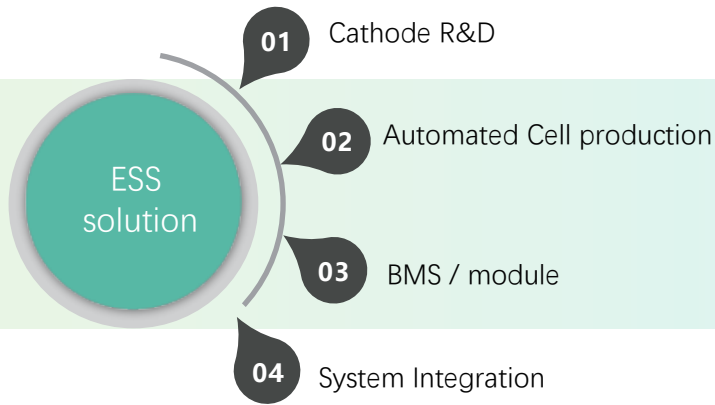 01
Cathode R&D
02
Automated Cell production
ESS
solution
03
BMS / module
04
System Integration